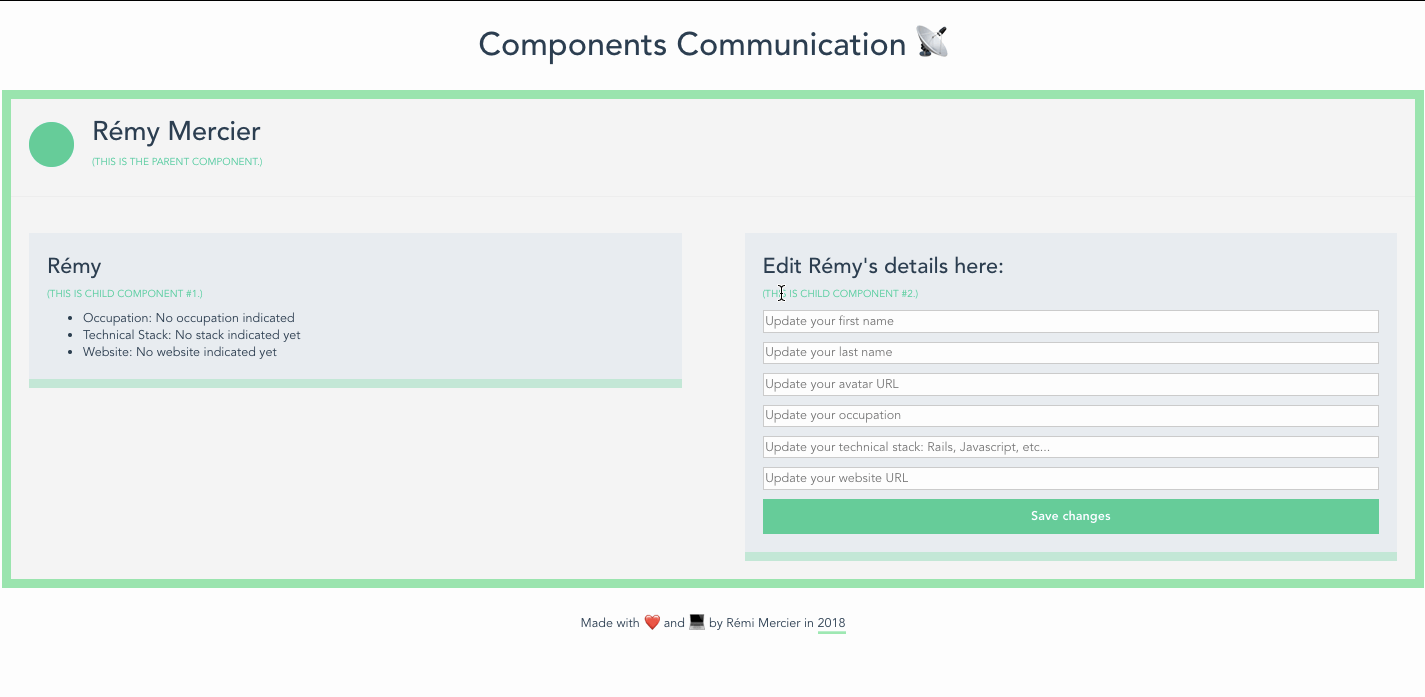 Components Communication 📡
Rémy Mercier
(THIS IS THE PARENT COMPONENT.)
Rémy
(THIS IS CHILD COMPONENT #1.)
• Occupation: No occupation indicated
• Technical Stack: No stack indicated yet
• Website: No website indicated yet
Edit Rémy's details here:
(THIS IS CHILD COMPONENT #2.)
Update your first name
Update your last name
Update your avatar URL
Update your occupation
Update your technical stack: Rails, Javascript, etc...
Update your website URL
Save changes
Made with ❤️ and 💻 by Rémi Mercier in 2018